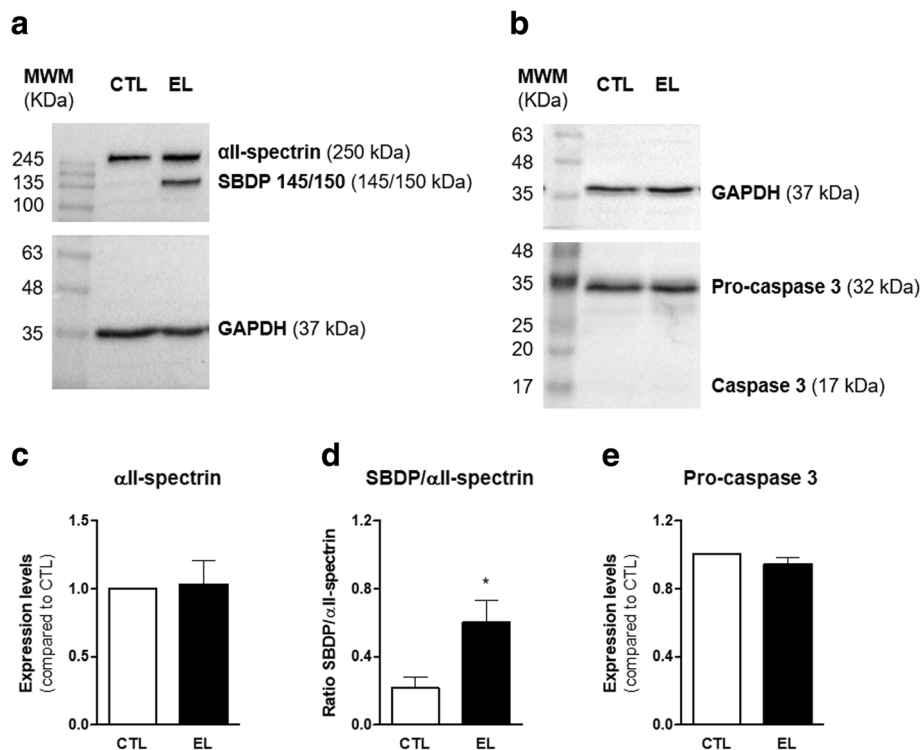 a
MWM
(KDa)
CTL EL
245
135
100
αII-spectrin (250 kDa)
SBDP 145/150 (145/150 kDa)
63
48
35
GAPDH (37 kDa)
b
MWM
(KDa)
CTL EL
63
48
35
GAPDH (37 kDa)
48
35
25
20
17
Pro-caspase 3 (32 kDa)
Caspase 3 (17 kDa)
c
αII-spectrin
Expression levels
(compared to CTL)
1.5
1.0
0.5
0.0
CTL EL
d
SBDP/αII-spectrin
Ratio SBDP/αII-spectrin
1.2
0.8
0.4
0.0
*
CTL EL
e
Pro-caspase 3
Expression levels
(compared to CTL)
1.2
0.8
0.4
0.0
CTL EL